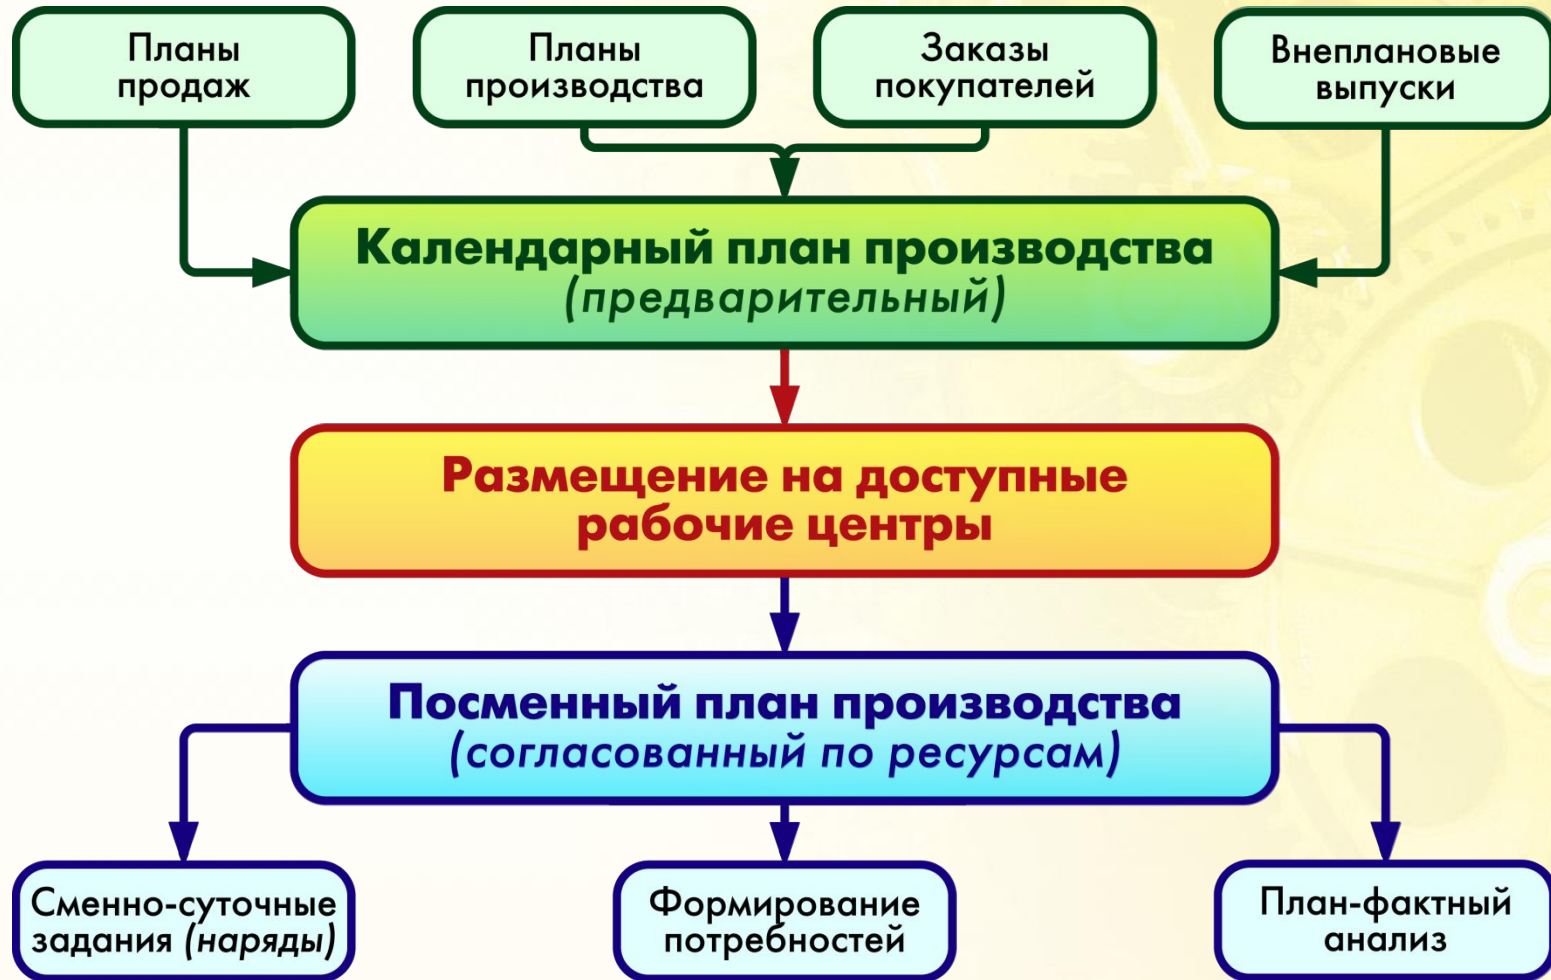 Планы
продаж
Планы
производства
Заказы
покупателей
Внеплановые
выпуски
Календарный план производства
(предварительный)
Размещение на доступные
рабочие центры
Посменный план производства
(согласованный по ресурсам)
Сменно-суточные
задания (наряды)
Формирование
потребностей
План-фактный
анализ